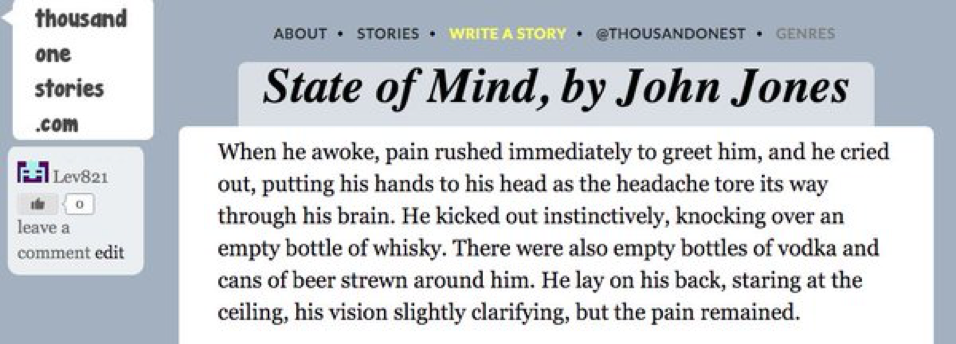 thousand
one
stories
.com
ABOUT • STORIES • WRITE A STORY • @THOUSANDONEST • GENRES
State of Mind, by John Jones
Lev821
0
leave a
comment edit
When he awoke, pain rushed immediately to greet him, and he cried
out, putting his hands to his head as the headache tore its way
through his brain. He kicked out instinctively, knocking over an
empty bottle of whisky. There were also empty bottles of vodka and
cans of beer strewn around him. He lay on his back, staring at the
ceiling, his vision slightly clarifying, but the pain remained.